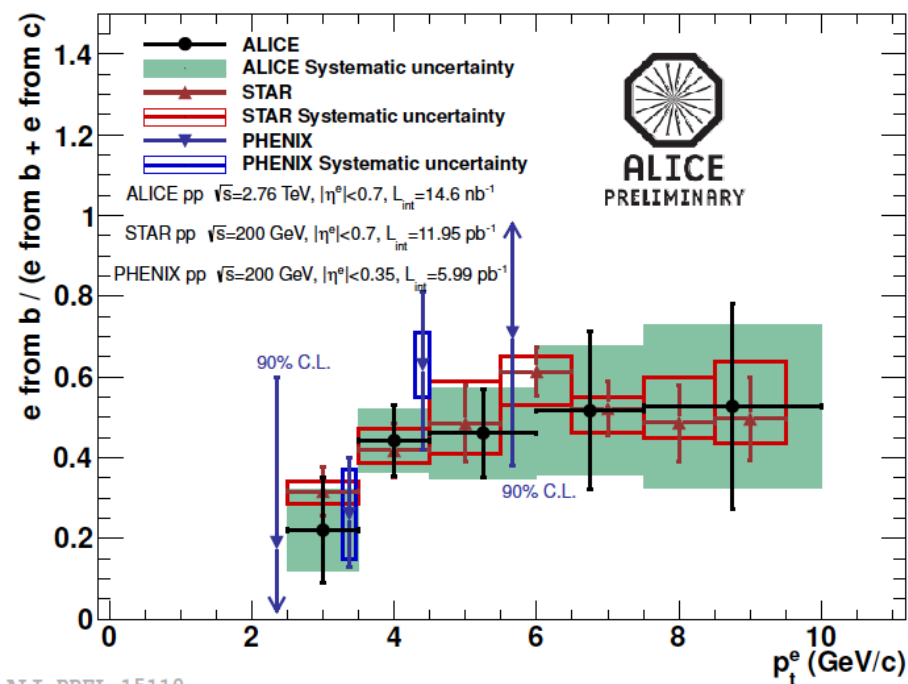 e from b / (e from b + e from c)
1.4
1.2
1
0.8
0.6
0.4
0.2
0
ALICE
ALICE Systematic uncertainty
STAR
STAR Systematic uncertainty
PHENIX
PHENIX Systematic uncertainty
ALICE pp √s=2.76 TeV, |η^e|<0.7, L_int=14.6 nb^-1
STAR pp √s=200 GeV, |η^e|<0.7, L_int=11.95 pb^-1
PHENIX pp √s=200 GeV, |η^e|<0.35, L_int=5.99 pb^-1
ALICE
PRELIMINARY
90% C.L.
90% C.L.
0 2 4 6 8 10
p_t^e (GeV/c)